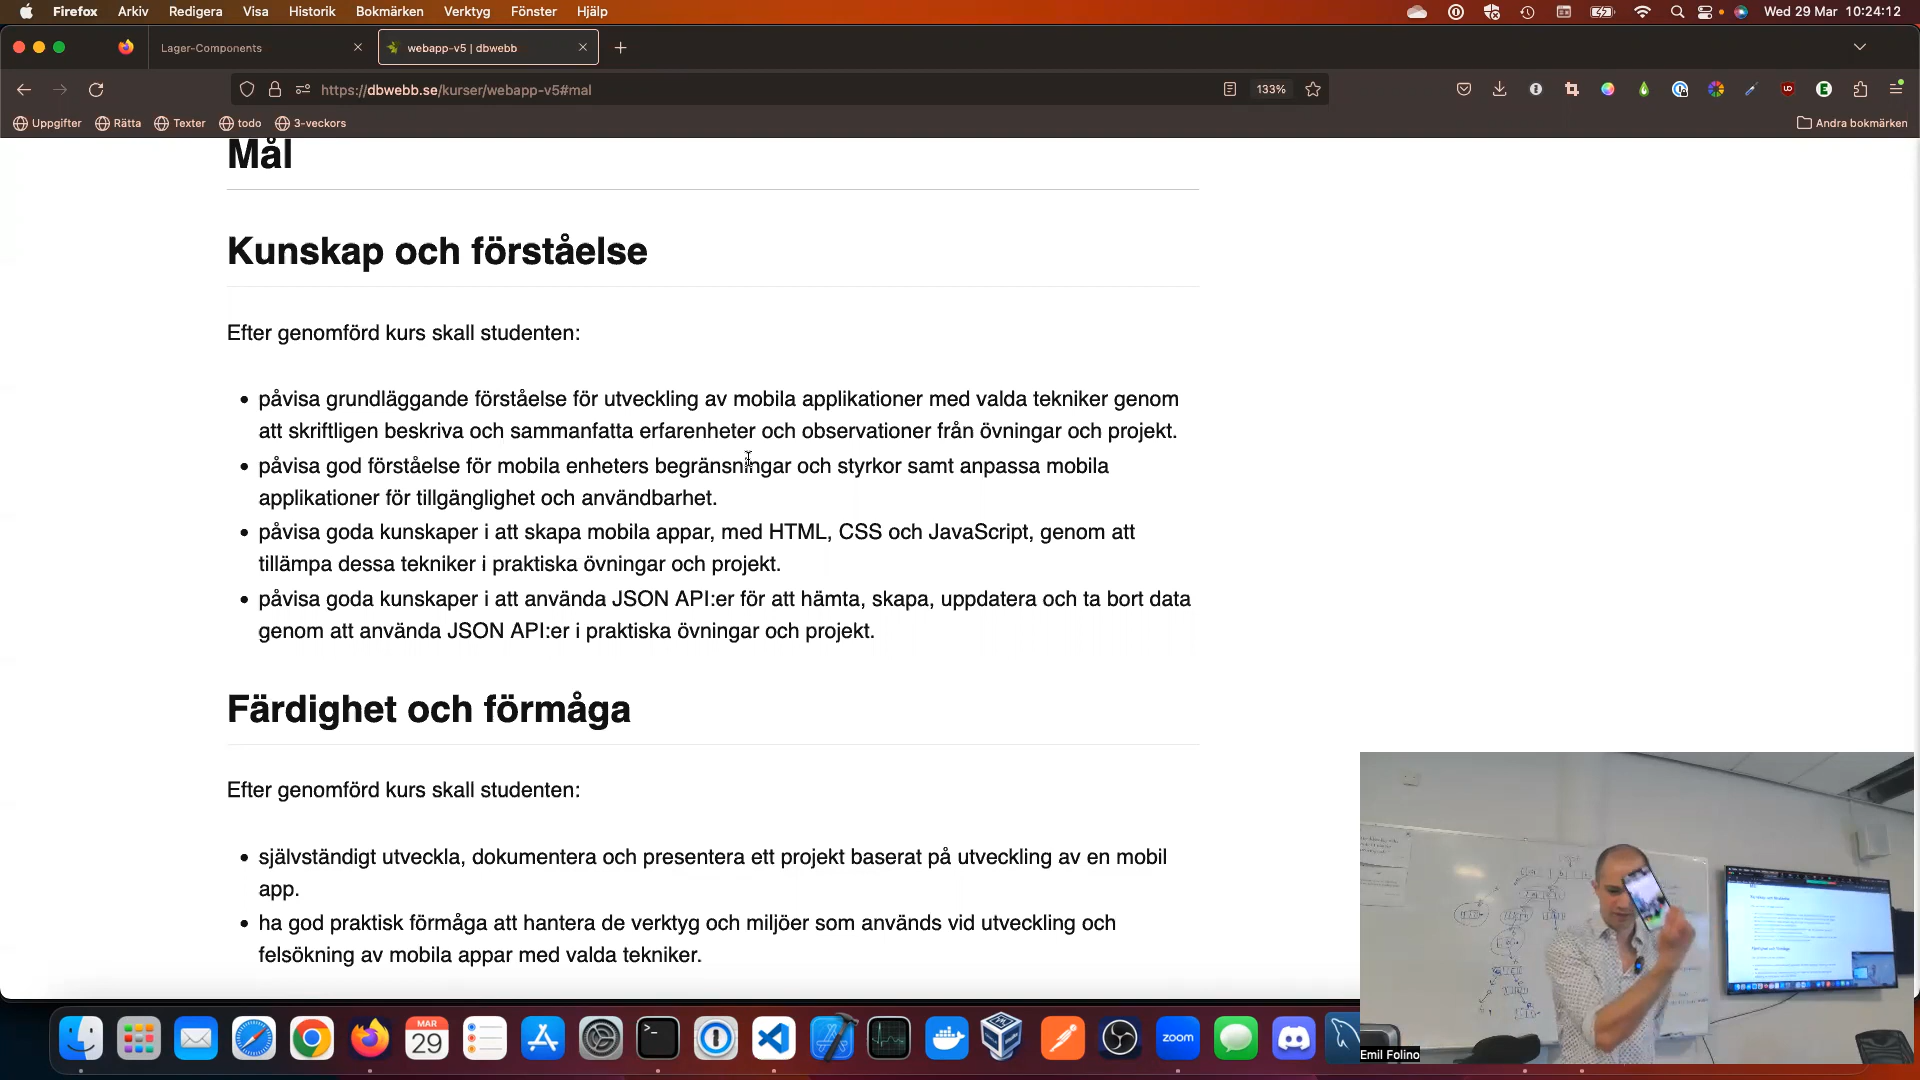 Firefox Arkiv Redigera Visa Historik Bokmärken Verktyg Fönster Hjälp Wed 29 Mar 10:24:12
Lager-Components webapp-v5 | dbwebb
https://dbwebb.se/kurser/webapp-v5#mal 133%
Uppgifter Rätta Texter todo 3-veckors Andra bokmärken
Mål
Kunskap och förståelse
Efter genomförd kurs skall studenten:
• påvisa grundläggande förståelse för utveckling av mobila applikationer med valda tekniker genom
att skriftligen beskriva och sammanfatta erfarenheter och observationer från övningar och projekt.
• påvisa god förståelse för mobila enheters begränsningar och styrkor samt anpassa mobila
applikationer för tillgänglighet och användbarhet.
• påvisa goda kunskaper i att skapa mobila appar, med HTML, CSS och JavaScript, genom att
tillämpa dessa tekniker i praktiska övningar och projekt.
• påvisa goda kunskaper i att använda JSON API:er för att hämta, skapa, uppdatera och ta bort data
genom att använda JSON API:er i praktiska övningar och projekt.
Färdighet och förmåga
Efter genomförd kurs skall studenten:
• självständigt utveckla, dokumentera och presentera ett projekt baserat på utveckling av en mobil
app.
• ha god praktisk förmåga att hantera de verktyg och miljöer som används vid utveckling och
felsökning av mobila appar med valda tekniker.
MAR
29
zoom
Emil Folino